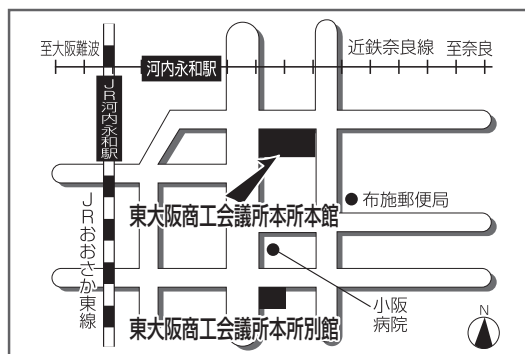 至大阪難波
河内永和駅
近鉄奈良線
至奈良
JR河内永和駅
布施郵便局
東大阪商工会議所本所本館
JRおおさか東線
小阪
病院
東大阪商工会議所本所別館
N